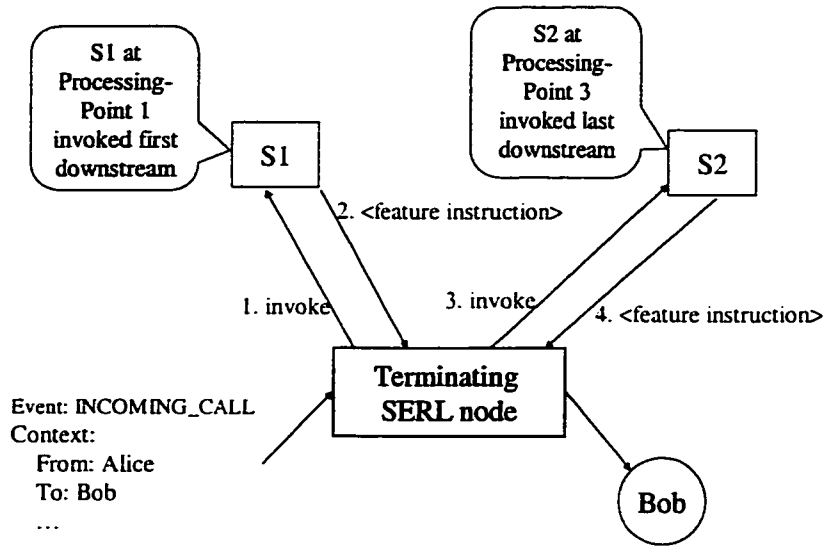 S1 at
Processing-
Point 1
invoked first
downstream
S1
S2 at
Processing-
Point 3
invoked last
downstream
S2
2. <feature instruction>
1. invoke
3. invoke
4. <feature instruction>
Terminating
SERL node
Event: INCOMING_CALL
Context:
From: Alice
To: Bob
...
Bob